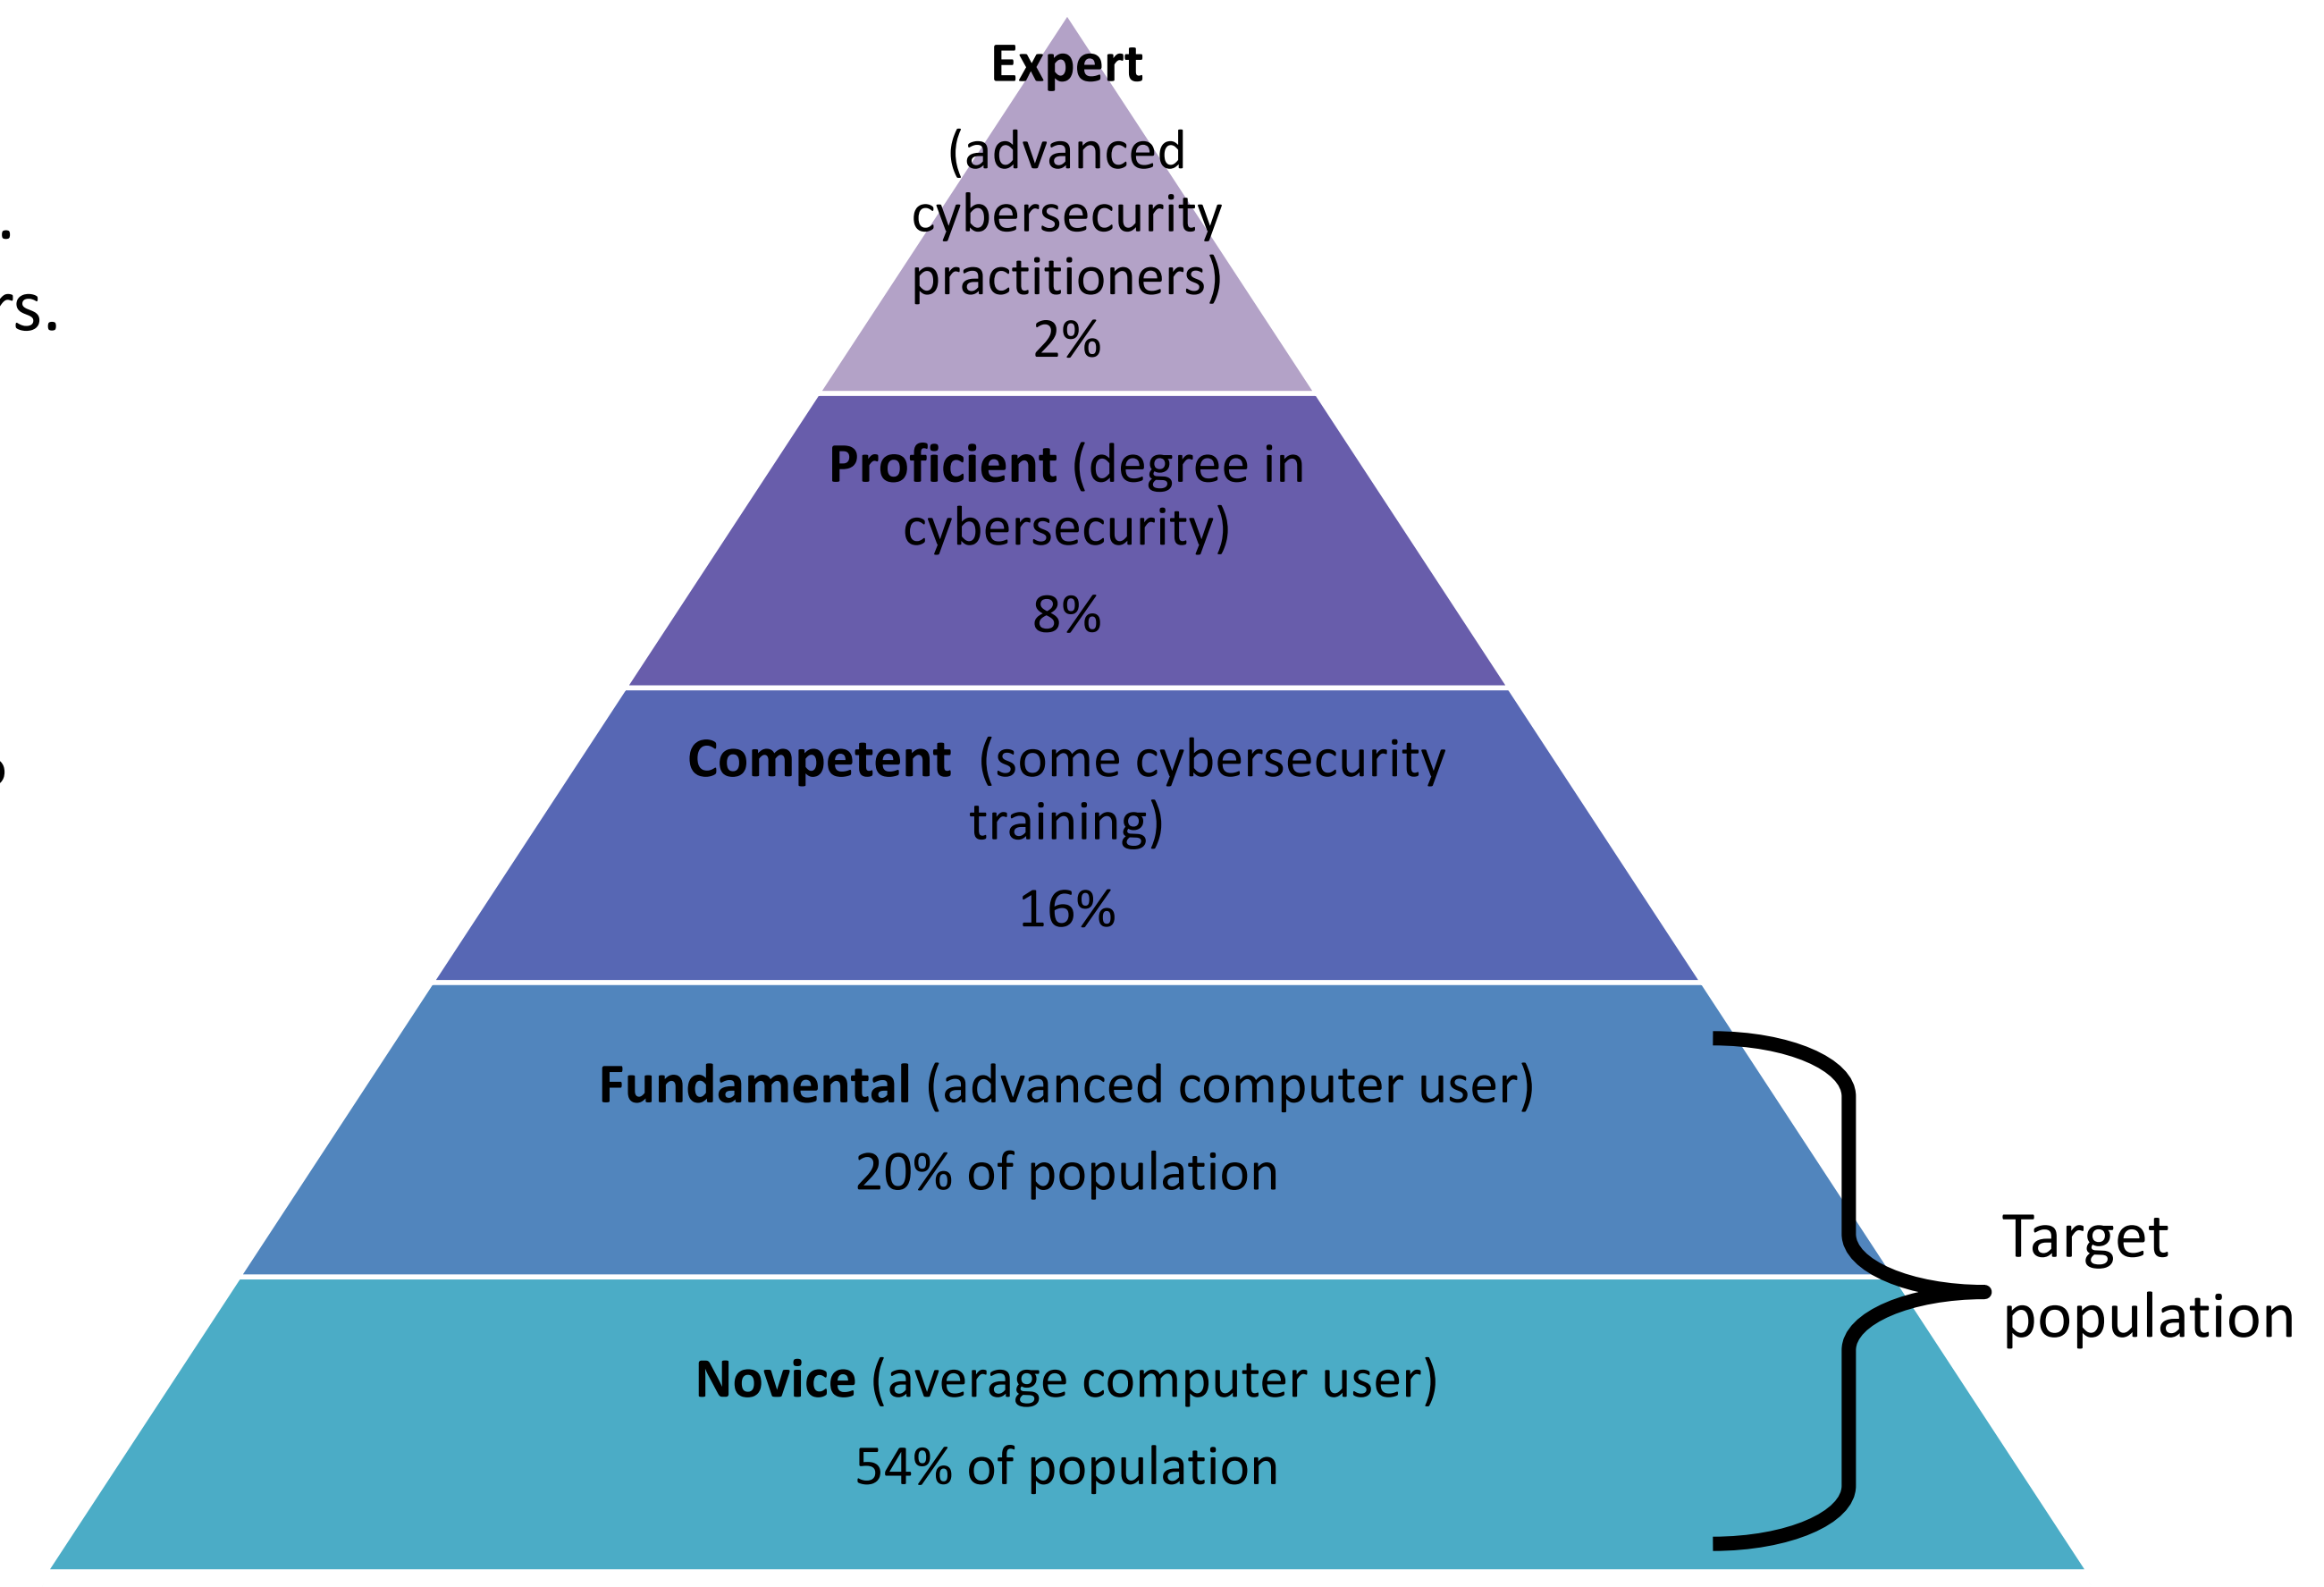 Expert
(advanced
cybersecurity
practitioners)
2%
.
rs.
Proficient (degree in
cybersecurity)
8%
Competent (some cybersecurity
training)
16%
Fundamental (advanced computer user)
20% of population
Target
population
Novice (average computer user)
54% of population